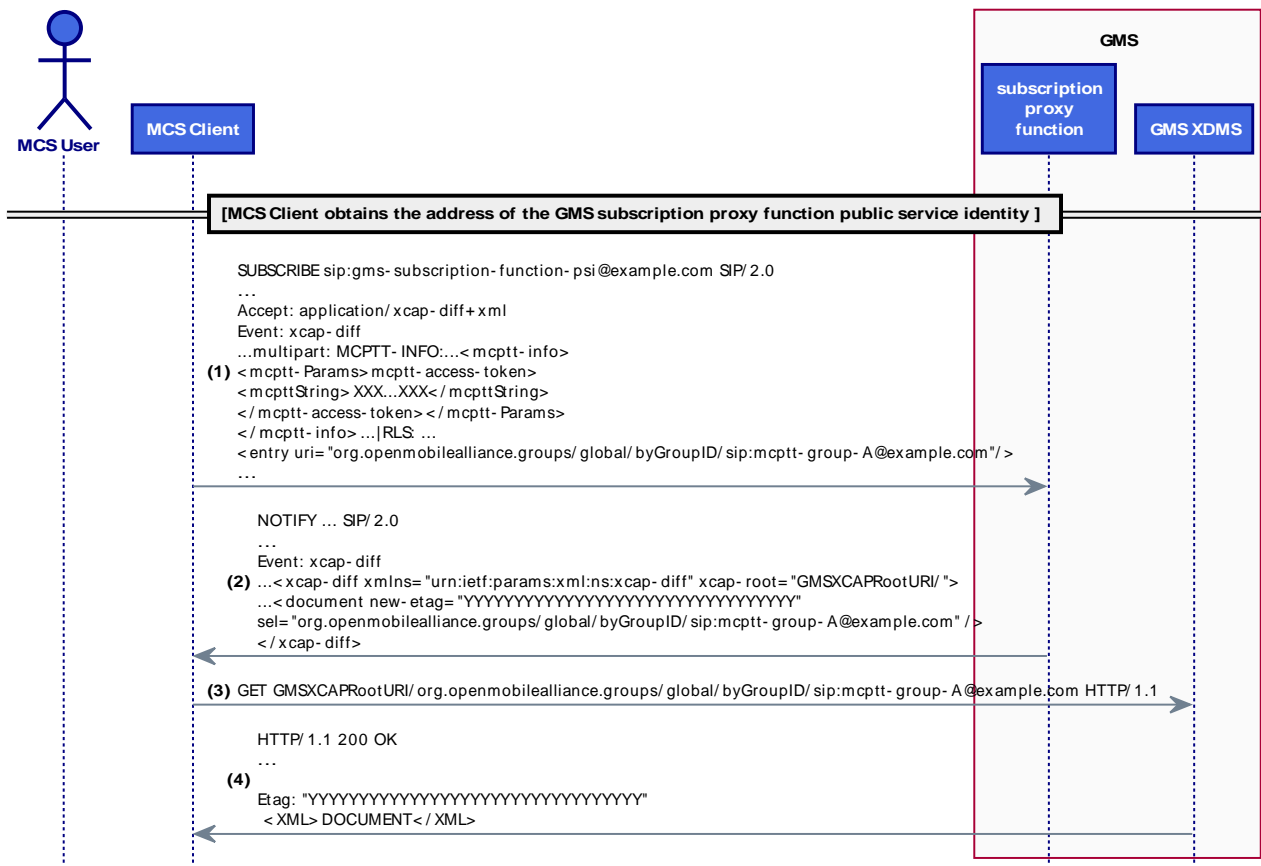 GMS
subscription
proxy
function
MCS User
MCS Client
GMS XDMS
[MCS Client obtains the address of the GMS subscription proxy function public service identity ]
SUBSCRIBE sip:gms-subscription-function-psi@example.com SIP/2.0
...
Accept: application/xcap-diff+xml
Event: xcap-diff
...multipart: MCPTT-INFO:...<mcptt-info>
(1) <mcptt-Params>mcptt-access-token>
<mcpttString>XXX...XXX</mcpttString>
</mcptt-access-token></mcptt-Params>
</mcptt-info> ...|RLS: ...
<entry uri="org.openmobilealliance.groups/global/byGroupID/sip:mcptt-group-A@example.com"/>
...
NOTIFY ... SIP/2.0
...
Event: xcap-diff
(2) ...<xcap-diff xmlns="urn:ietf:params:xml:ns:xcap-diff" xcap-root="GMSXCAPRootURI/">
...<document new-etag="YYYYYYYYYYYYYYYYYYYYYYYYYYYYYYYYY"
sel="org.openmobilealliance.groups/global/byGroupID/sip:mcptt-group-A@example.com" />
</xcap-diff>
(3) GET GMSXCAPRootURI/org.openmobilealliance.groups/global/byGroupID/sip:mcptt-group-A@example.com HTTP/1.1
HTTP/1.1 200 OK
...
(4)
Etag: "YYYYYYYYYYYYYYYYYYYYYYYYYYYYYYYYY"
<XML>DOCUMENT</XML>